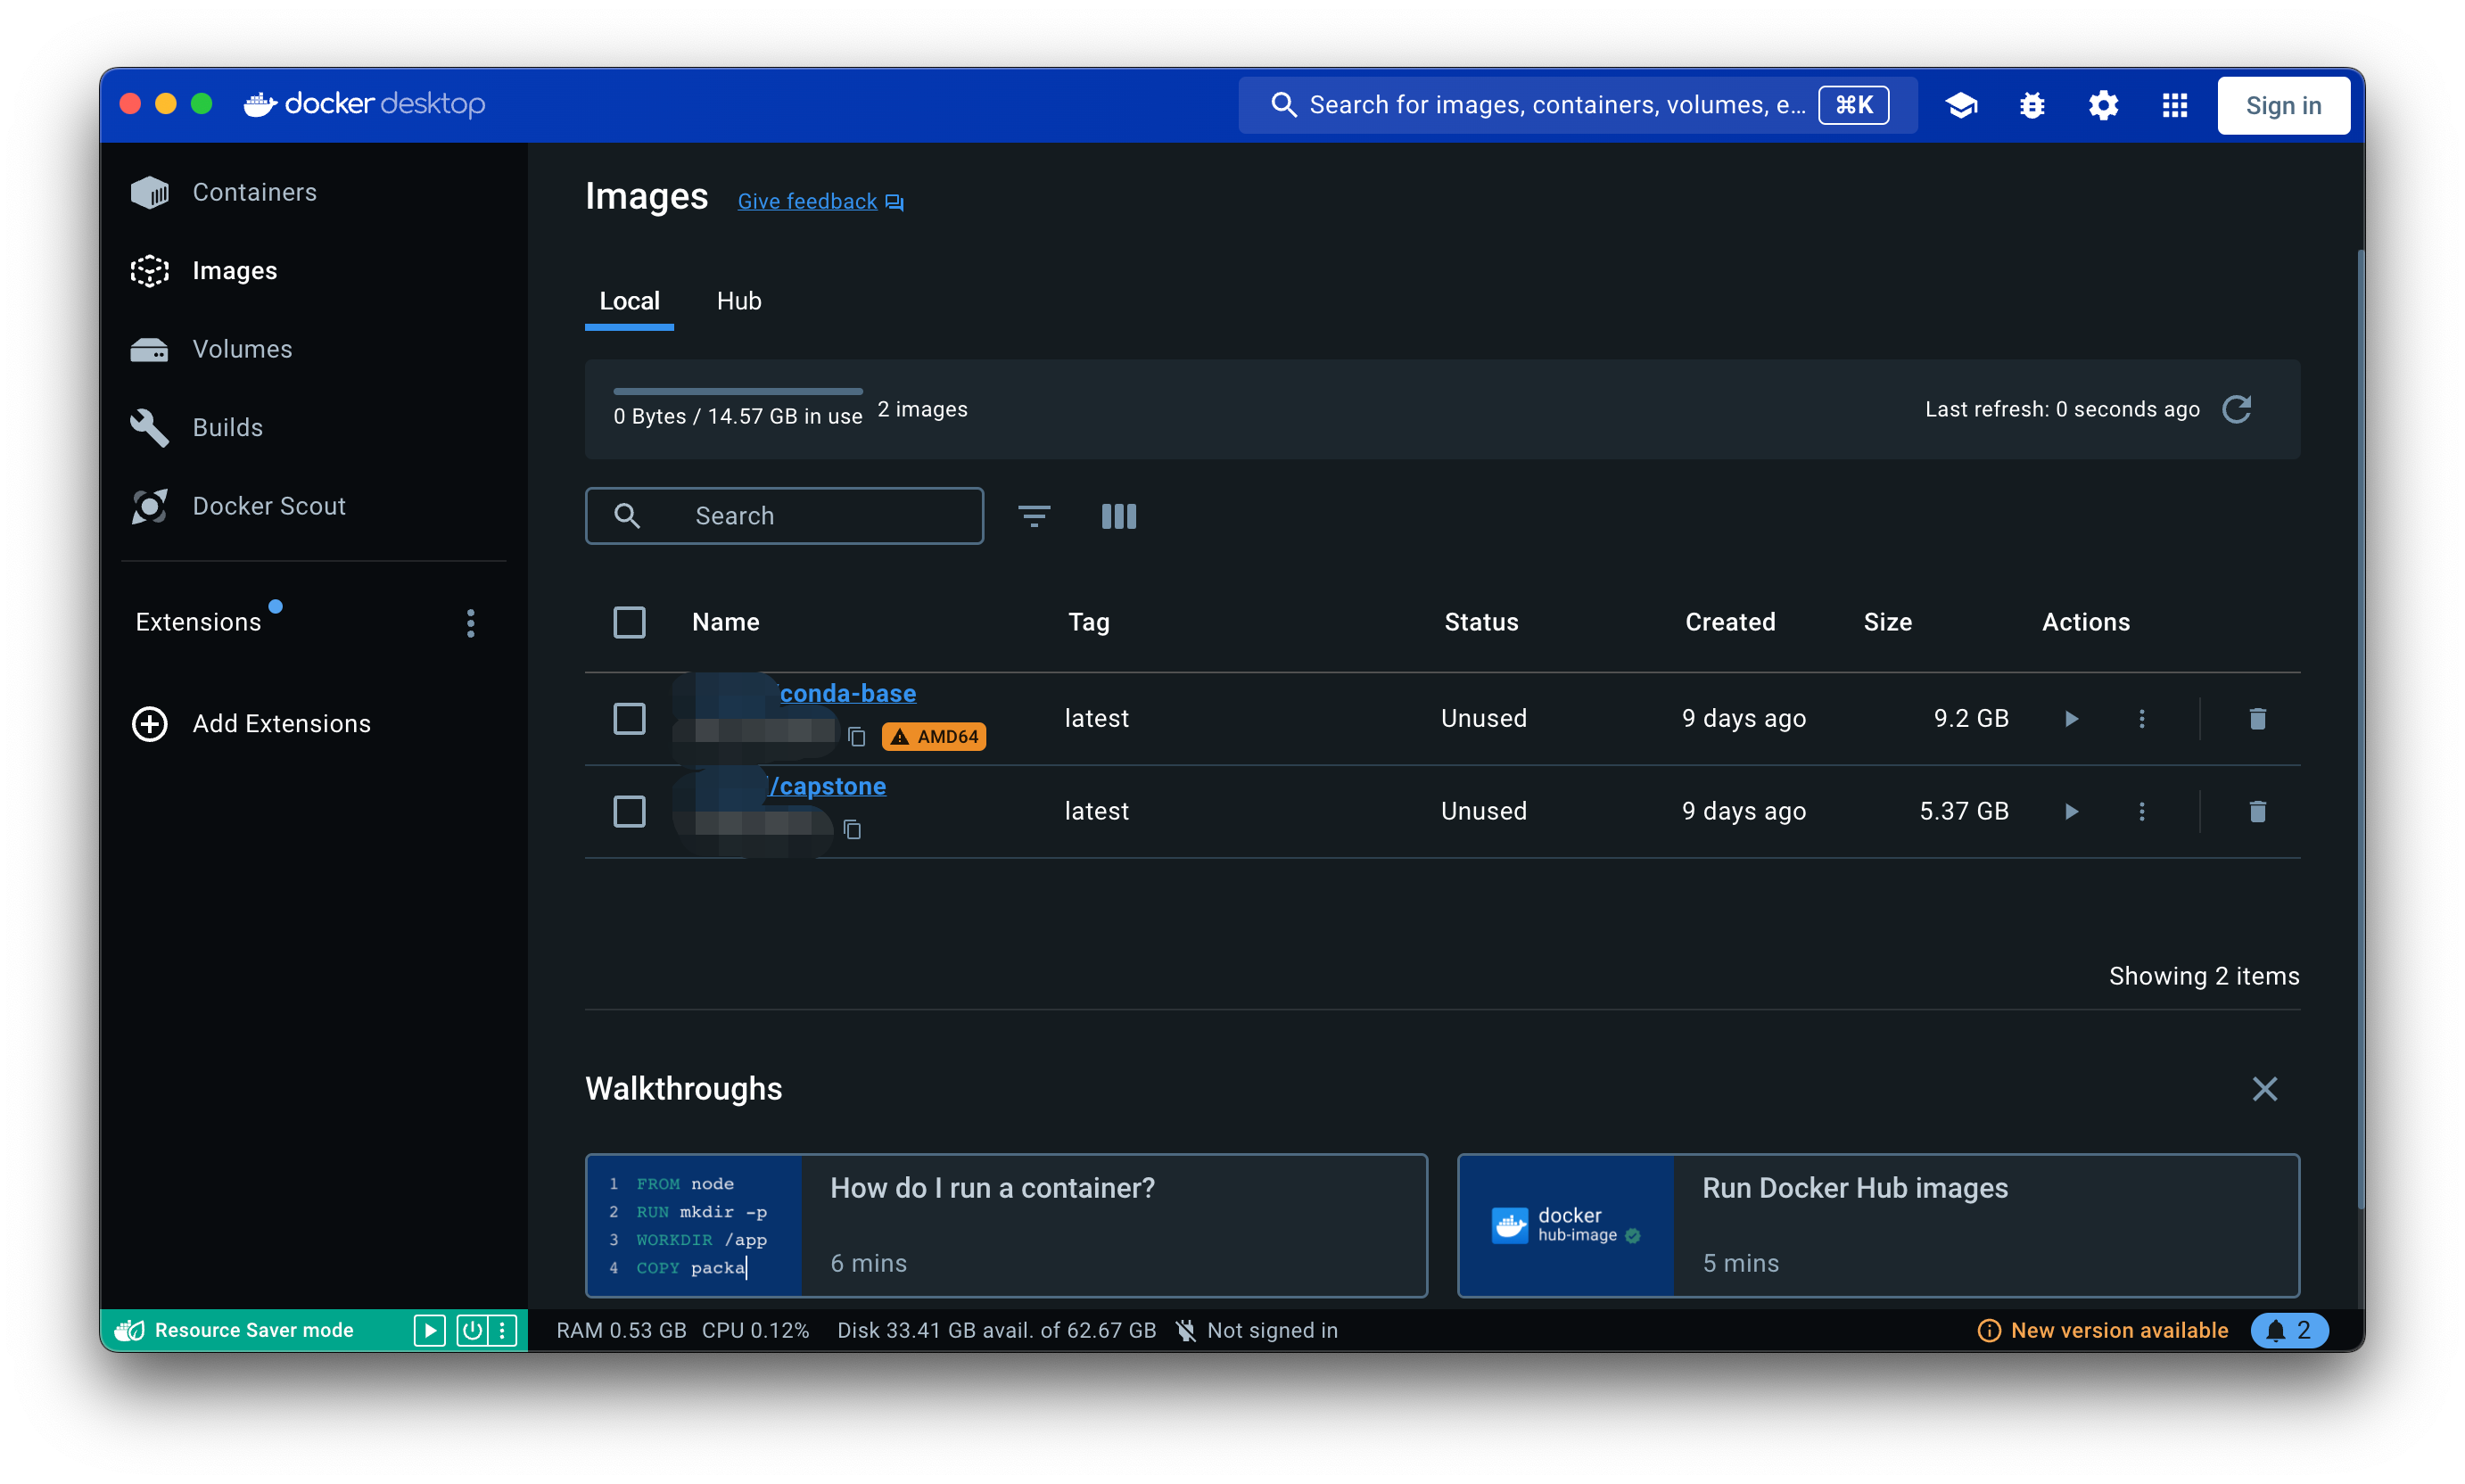 docker desktop
Search for images, containers, volumes, e... ⌘K
Sign in
Containers
Images
Volumes
Builds
Docker Scout
Extensions
Add Extensions
Images Give feedback
Local Hub
0 Bytes / 14.57 GB in use 2 images
Last refresh: 0 seconds ago
Search
Name Tag Status Created Size Actions
/conda-base
AMD64
latest Unused 9 days ago 9.2 GB
/capstone
latest Unused 9 days ago 5.37 GB
Showing 2 items
Walkthroughs
1 FROM node
2 RUN mkdir -p
3 WORKDIR /app
4 COPY packa
How do I run a container?
6 mins
docker
hub-image
Run Docker Hub images
5 mins
Resource Saver mode
RAM 0.53 GB CPU 0.12% Disk 33.41 GB avail. of 62.67 GB Not signed in
New version available 2